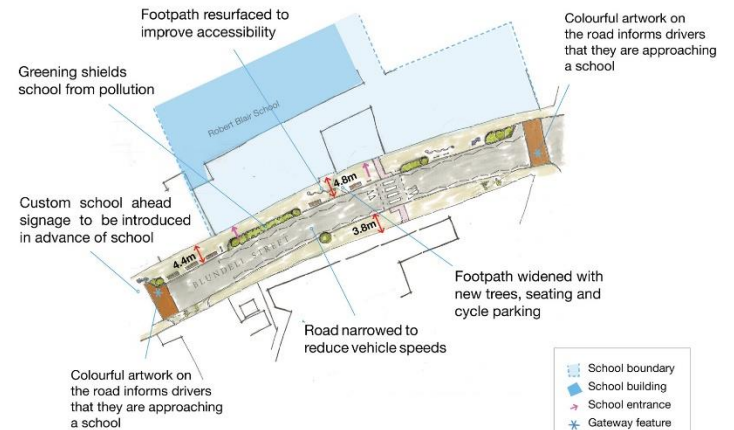 Footpath resurfaced to
improve accessibility
Colourful artwork on
the road informs drivers
that they are approaching
a school
Greening shields
school from pollution
Robert Blair School
4.8m
Custom school ahead
signage to be introduced
in advance of school
3.8m
4.4m
BLUNDELL STREET
Footpath widened with
new trees, seating and
cycle parking
Road narrowed to
reduce vehicle speeds
Colourful artwork on
the road informs drivers
that they are approaching
a school
School boundary
School building
School entrance
Gateway feature